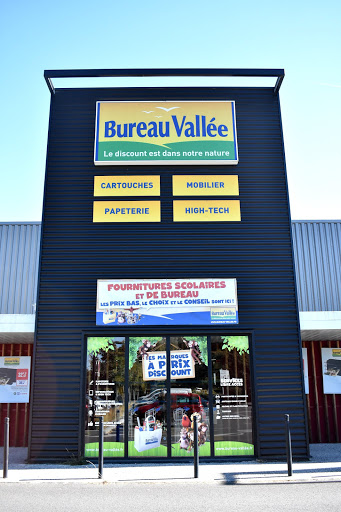 Bureau Vallée
Le discount est dans notre nature
CARTOUCHES
MOBILIER
PAPETERIE
HIGH-TECH
FOURNITURES SCOLAIRES
ET DE BUREAU
LES PRIX BAS, LE CHOIX ET LE CONSEIL SONT ICI !
LES MARQUES
À PRIX
DISCOUNT